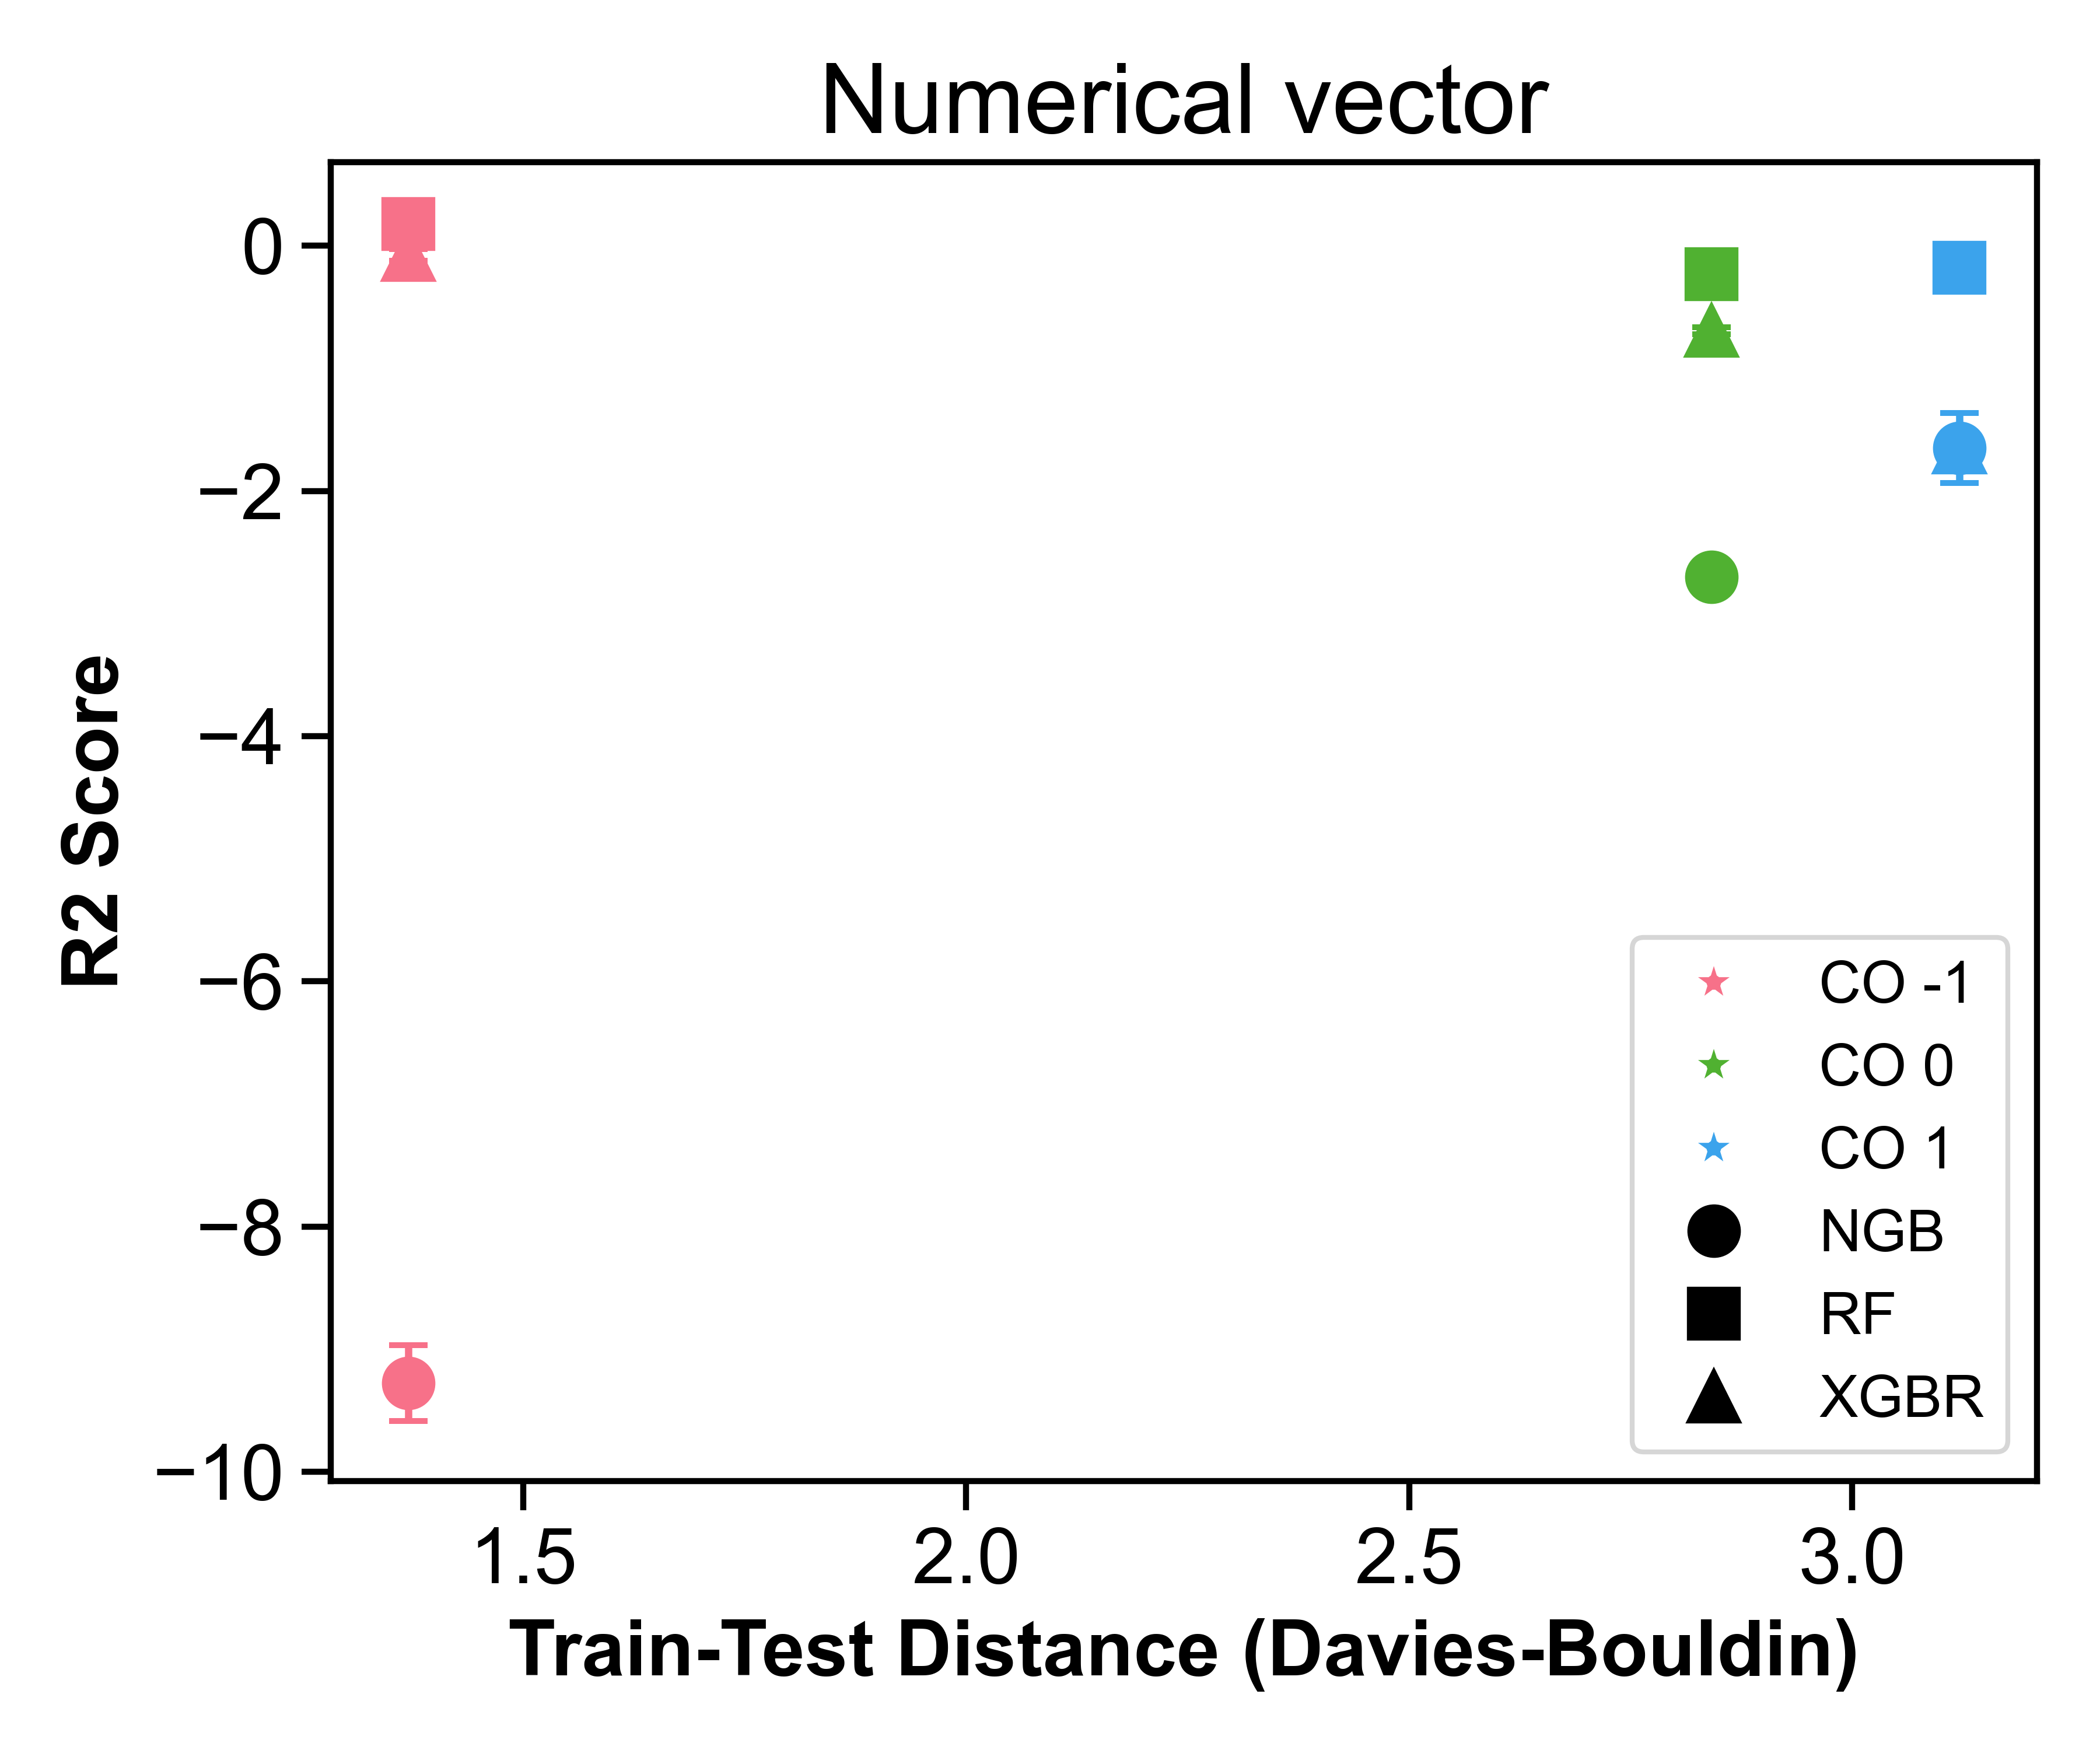 Numerical vector
0
−2
−4
−6
−8
−10
R2 Score
CO -1
CO 0
CO 1
NGB
RF
XGBR
1.5 2.0 2.5 3.0
Train-Test Distance (Davies-Bouldin)